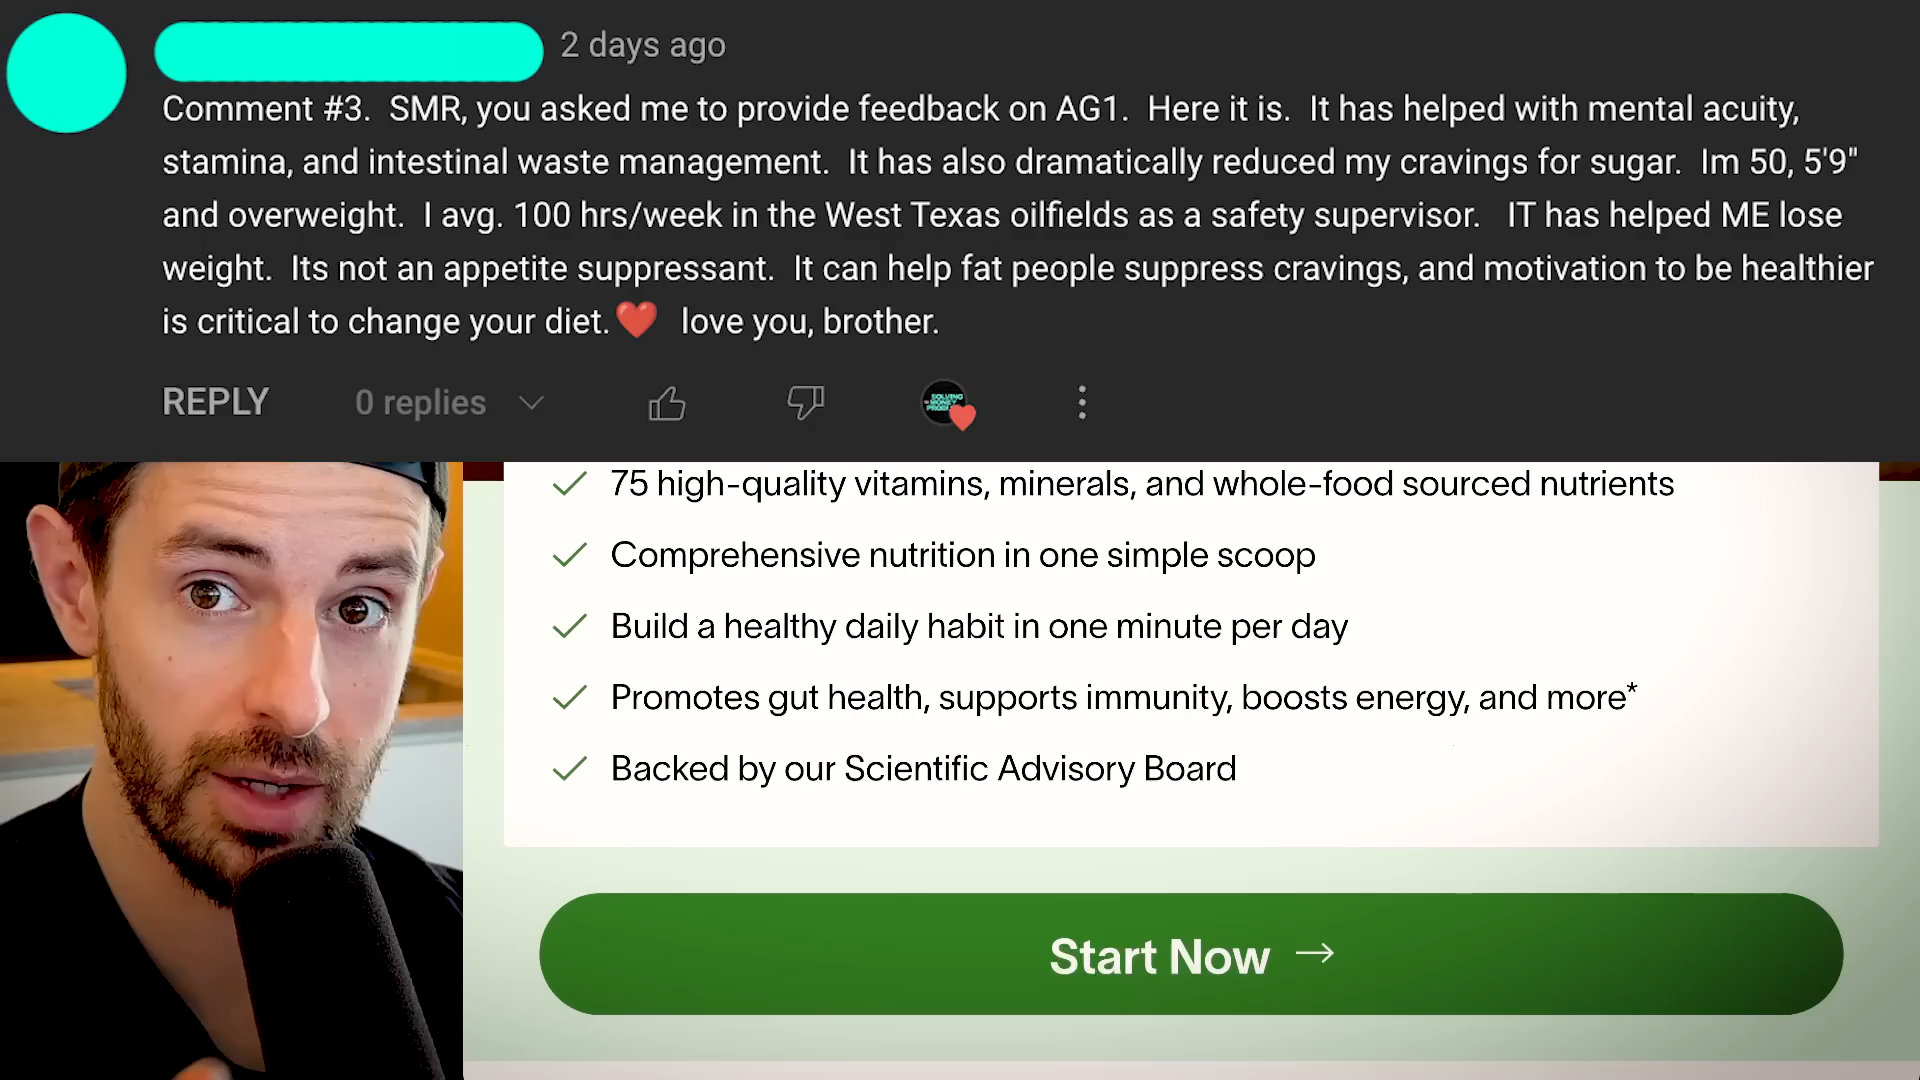 2 days ago
Comment #3.  SMR, you asked me to provide feedback on AG1.  Here it is.  It has helped with mental acuity,
stamina, and intestinal waste management.  It has also dramatically reduced my cravings for sugar.  Im 50, 5'9"
and overweight.  I avg. 100 hrs/week in the West Texas oilfields as a safety supervisor.   IT has helped ME lose
weight.  Its not an appetite suppressant.  It can help fat people suppress cravings, and motivation to be healthier
is critical to change your diet.❤️  love you, brother.
REPLY 0 replies
SOLVING
MONEY
75 high-quality vitamins, minerals, and whole-food sourced nutrients
Comprehensive nutrition in one simple scoop
Build a healthy daily habit in one minute per day
Promotes gut health, supports immunity, boosts energy, and more*
Backed by our Scientific Advisory Board
Start Now →